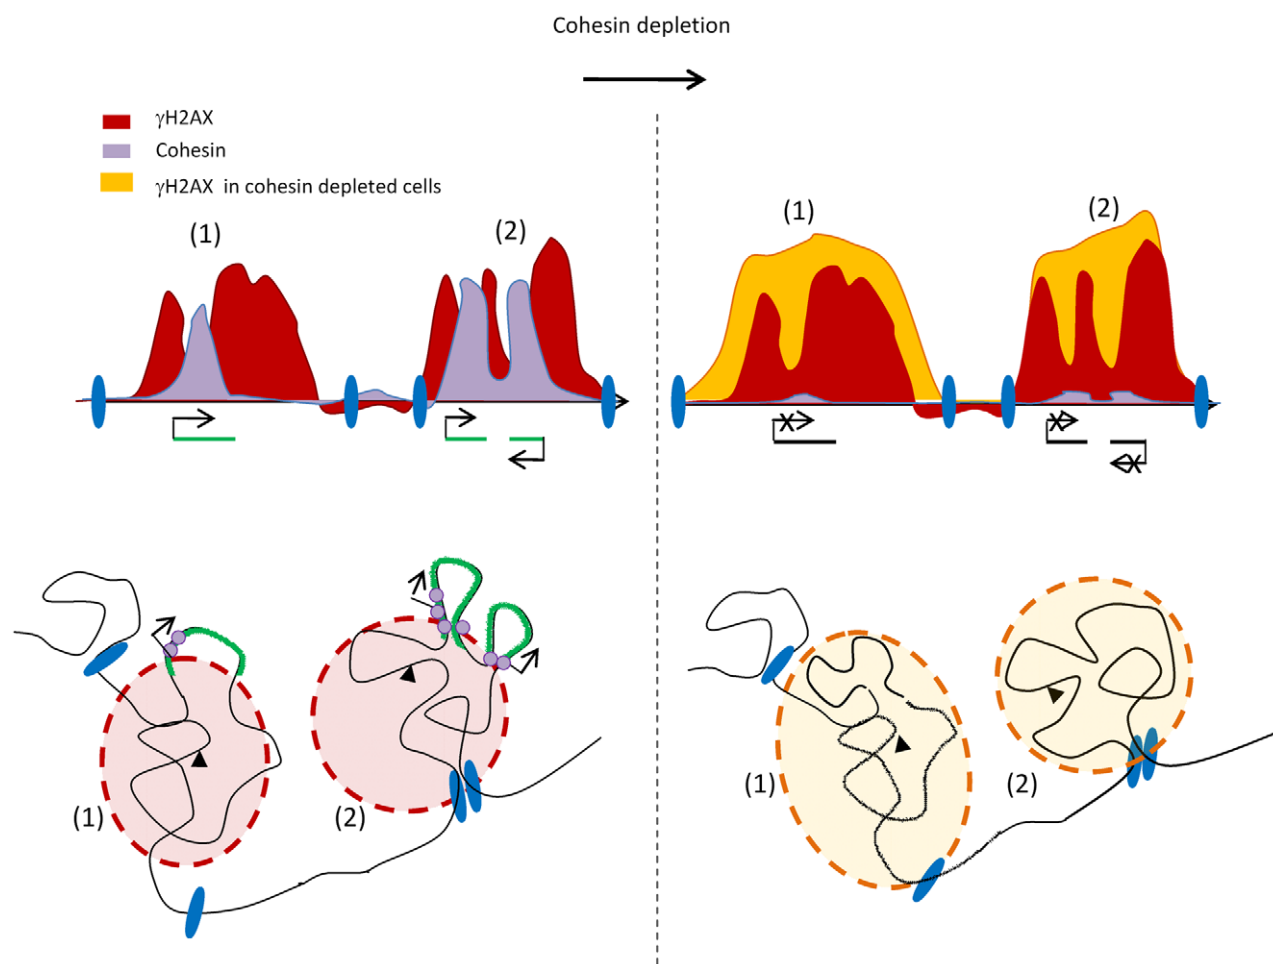 Cohesin depletion
γH2AX
Cohesin
γH2AX in cohesin depleted cells
(1)
(2)
(1)
(2)
(1)
(2)
(1)
(2)